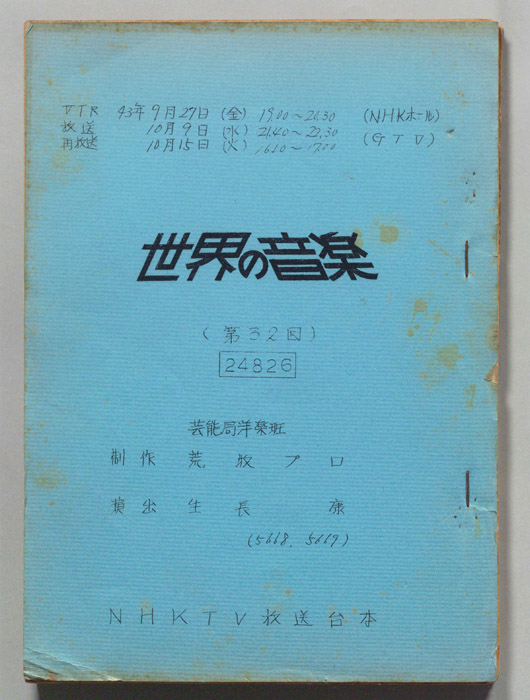 VTR 43年9月27日(金) 19.00～20.30 (NHKホール)
放送 10月9日(水) 21.40～22.30 (GTV)
再放送 10月15日(火) 16.10～17.00
世界の音楽
(第32回)
24826
芸能局洋楽班
制作 荒牧プロ
演出 生長 康
(5668. 5669)
NHKTV放送台本